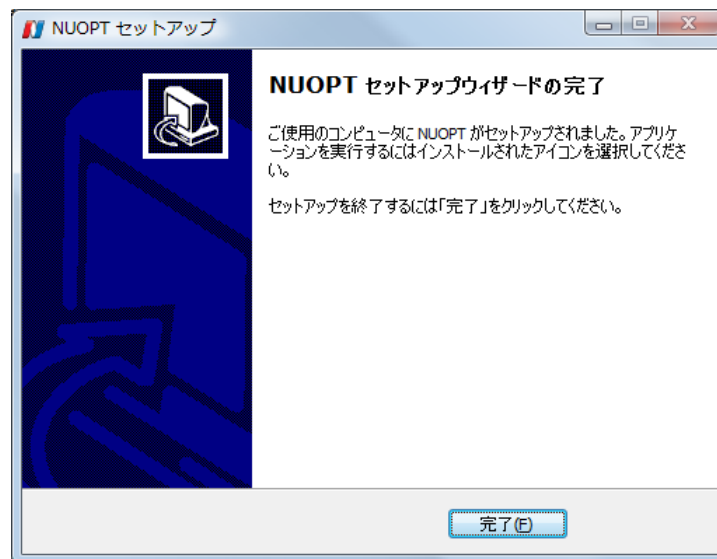 NUOPT セットアップ
NUOPT セットアップウィザードの完了
ご使用のコンピュータに NUOPT がセットアップされました。アプリケ
ーションを実行するにはインストールされたアイコンを選択してくださ
い。
セットアップを終了するには「完了」をクリックしてください。
完了(F)